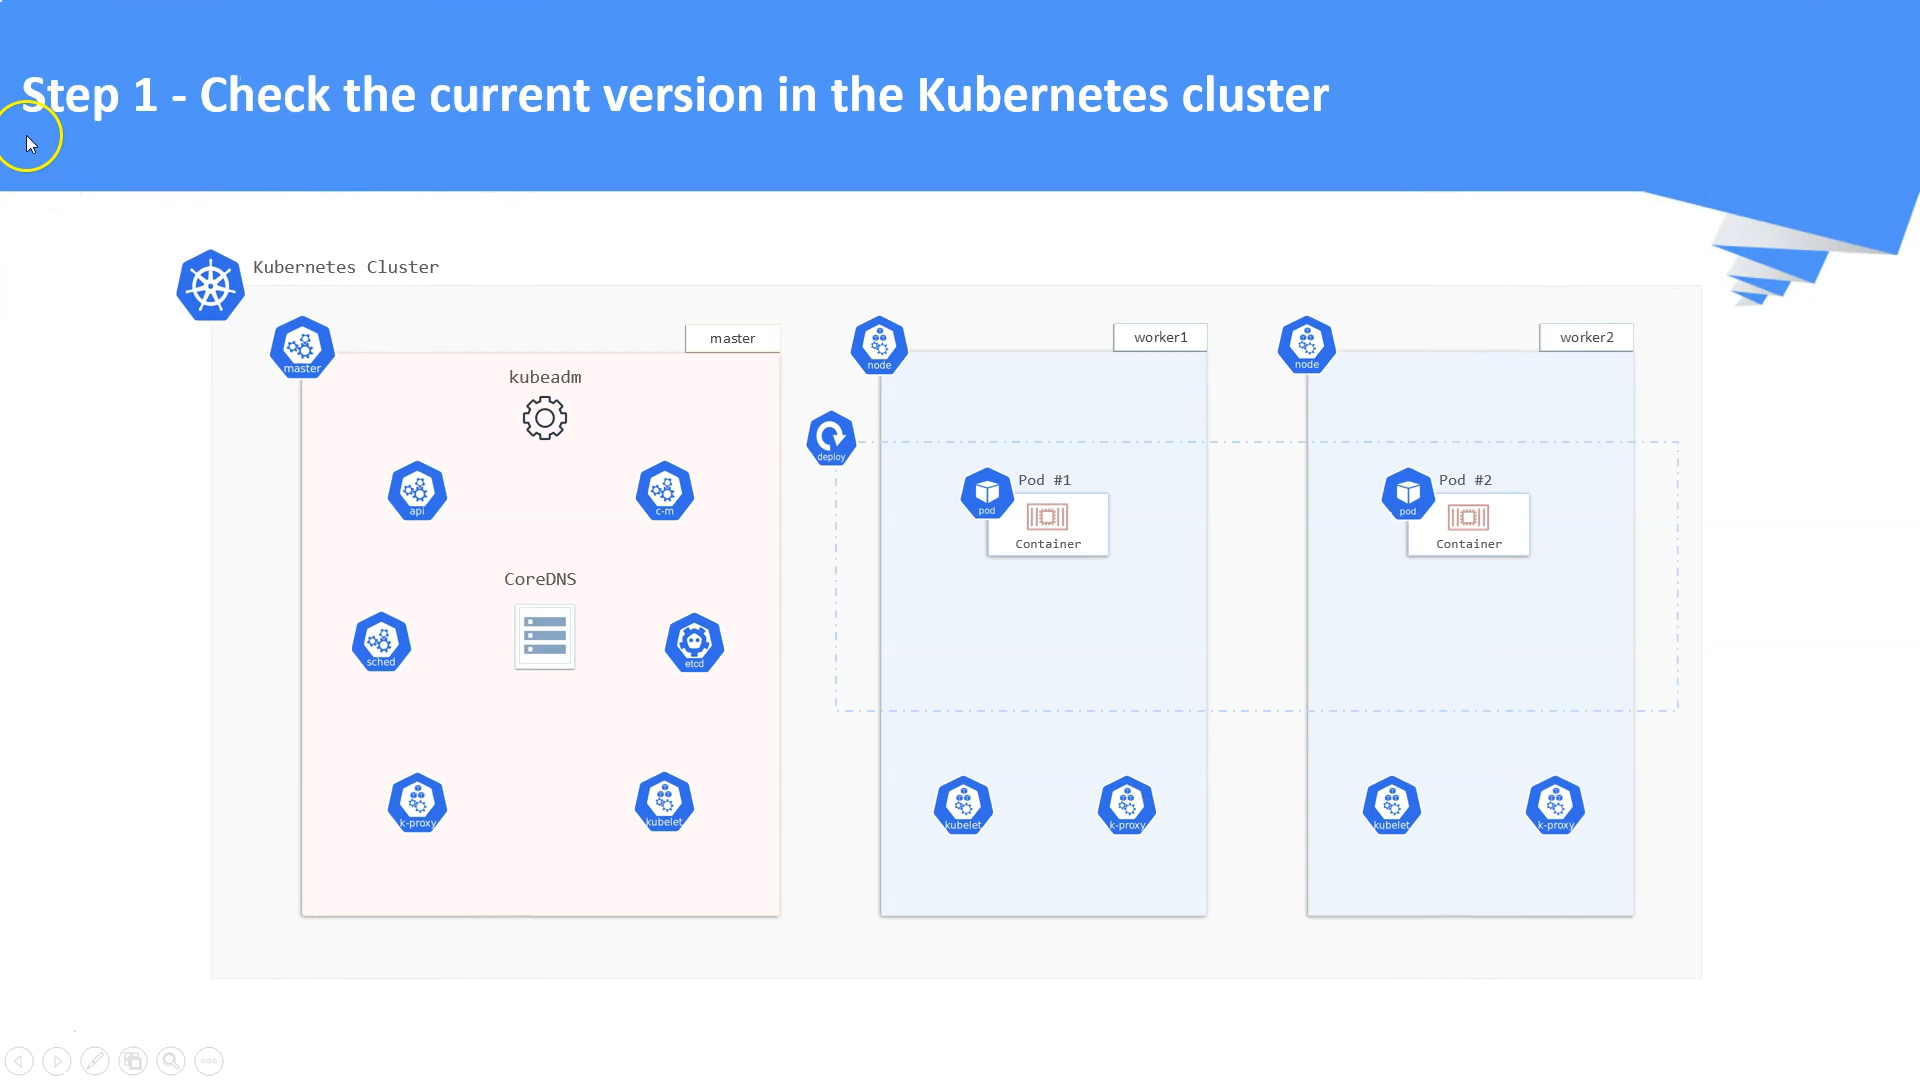 Step 1 - Check the current version in the Kubernetes cluster
Kubernetes Cluster
master
master
node
worker1
node
worker2
kubeadm
deploy
api
c-m
pod
Pod #1
Container
pod
Pod #2
Container
CoreDNS
sched
etcd
k-proxy
kubelet
kubelet
k-proxy
kubelet
k-proxy